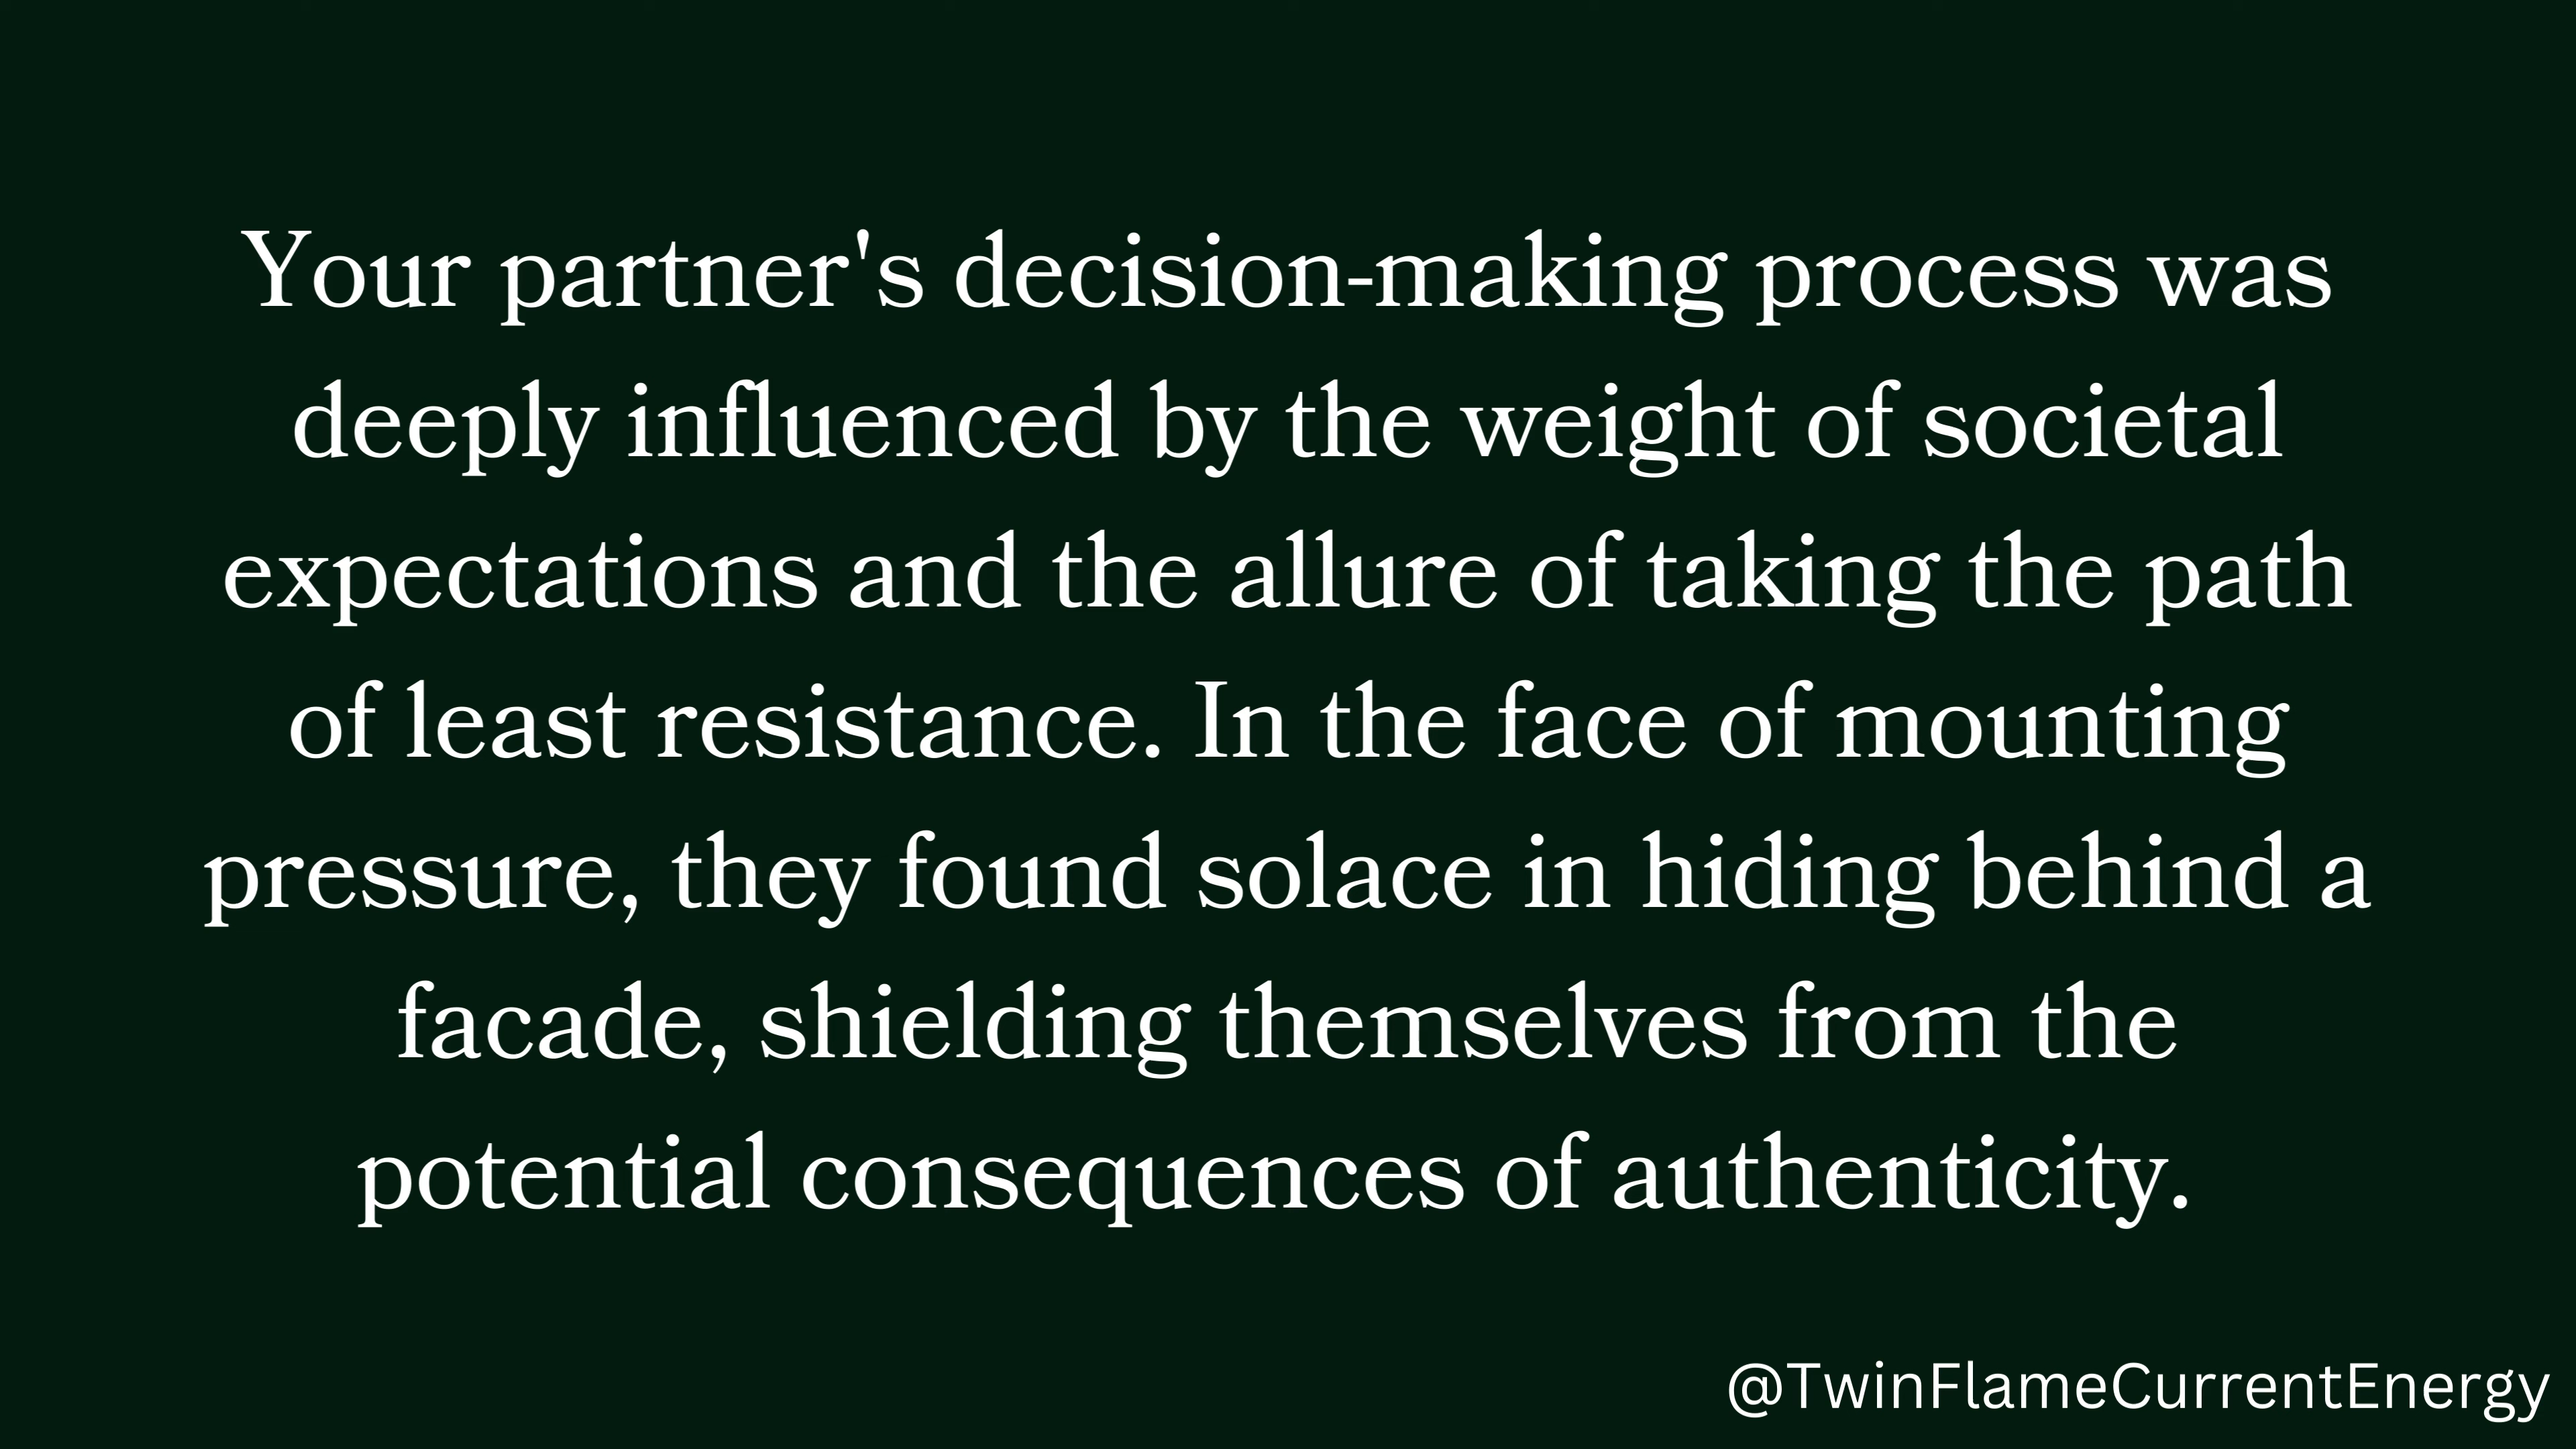 Your partner's decision-making process was
deeply influenced by the weight of societal
expectations and the allure of taking the path
of least resistance. In the face of mounting
pressure, they found solace in hiding behind a
facade, shielding themselves from the
potential consequences of authenticity.
@TwinFlameCurrentEnergy